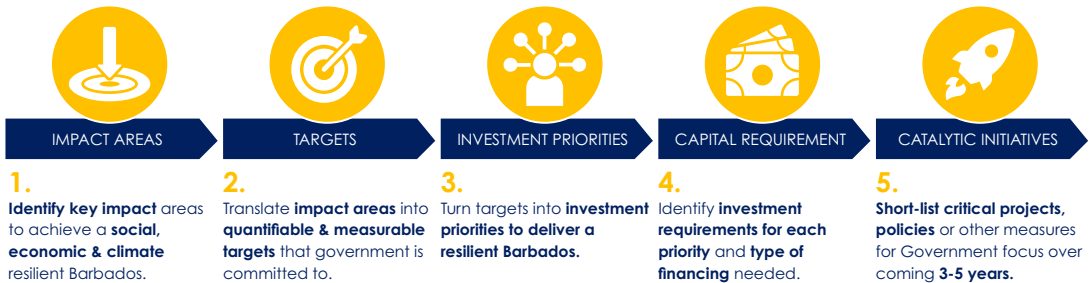 IMPACT AREAS
TARGETS
INVESTMENT PRIORITIES
CAPITAL REQUIREMENT
CATALYTIC INITIATIVES
1.
Identify key impact areas
to achieve a social,
economic & climate
resilient Barbados.
2.
Translate impact areas into
quantifiable & measurable
targets that government is
committed to.
3.
Turn targets into investment
priorities to deliver a
resilient Barbados.
4.
Identify investment
requirements for each
priority and type of
financing needed.
5.
Short-list critical projects,
policies or other measures
for Government focus over
coming 3-5 years.